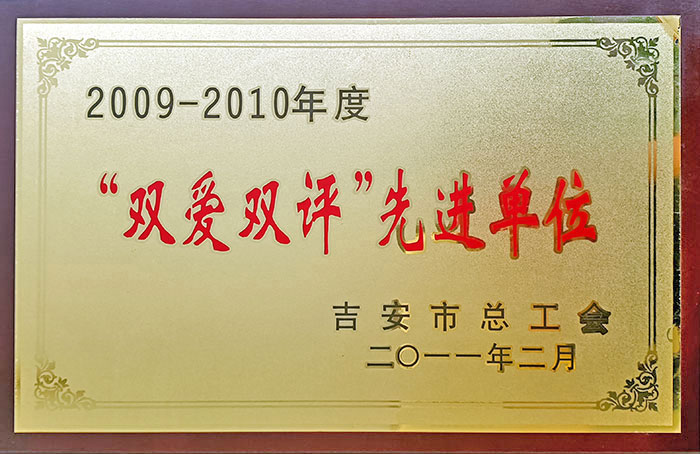 2009-2010年度
“双爱双评”先进单位
吉安市总工会
二〇一一年二月